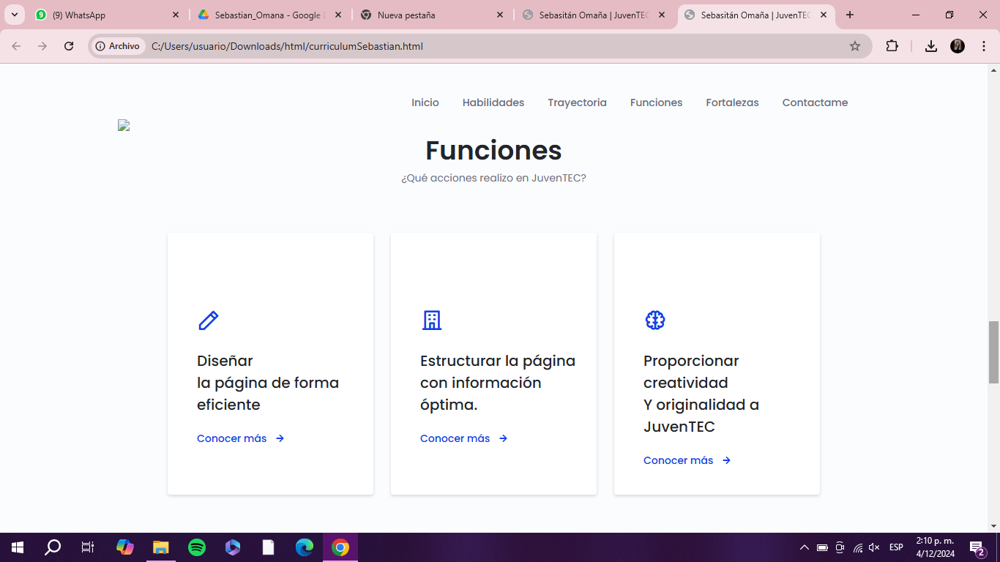 9 (9) WhatsApp
Sebastian_Omana - Google D
Nueva pestaña
Sebasitán Omaña | JuvenTEC
Sebasitán Omaña | JuvenTEC
Archivo C:/Users/usuario/Downloads/html/curriculumSebastian.html
Inicio Habilidades Trayectoria Funciones Fortalezas Contactame
Funciones
¿Qué acciones realizo en JuvenTEC?
Diseñar
la página de forma
eficiente
Conocer más
Estructurar la página
con información
óptima.
Conocer más
Proporcionar
creatividad
Y originalidad a
JuvenTEC
Conocer más
ESP
2:10 p. m.
4/12/2024
2